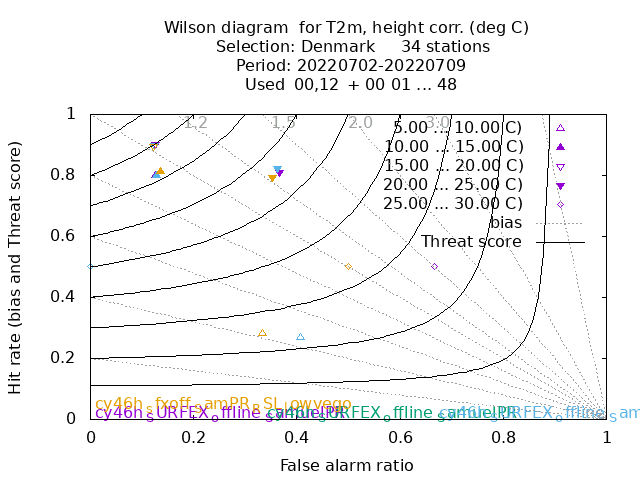 Wilson diagram  for T2m, height corr. (deg C)
Selection: Denmark     34 stations
Period: 20220702-20220709
Used  00,12  + 00 01 ... 48
1.2 1.5 2.0 3.0
5.00 ... 10.00 C)
10.00 ... 15.00 C)
15.00 ... 20.00 C)
20.00 ... 25.00 C)
25.00 ... 30.00 C)
bias
Threat score
1
0.8
0.6
0.4
0.2
0
Hit rate (bias and Threat score)
cy46h_sfxoff_samPR_RSL_lowvego
cy46h_sURFEX_offline
0 0.2 0.4 0.6 0.8 1
False alarm ratio